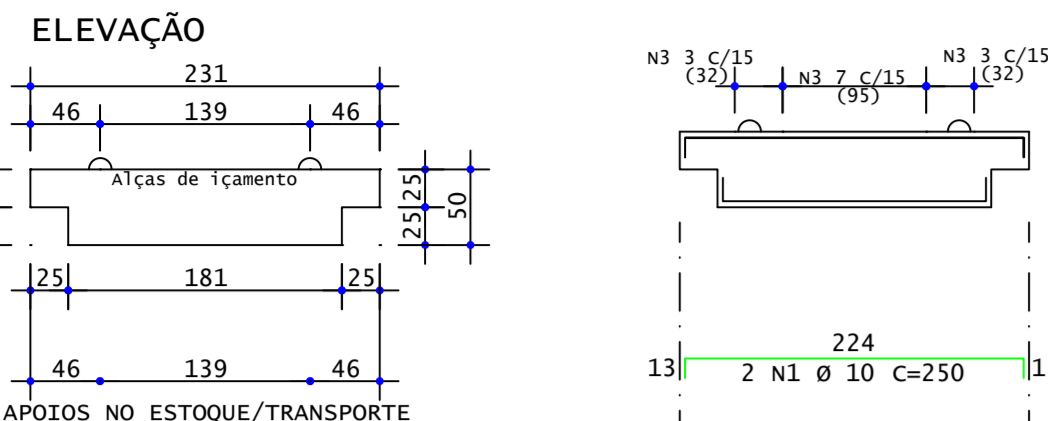 ELEVAÇÃO
231
46 139 46
Alças de içamento
25
25
50
25 181 25
46 139 46
APOIOS NO ESTOQUE/TRANSPORTE
N3 3 C/15
(32)
N3 7 C/15
(95)
N3 3 C/15
(32)
224
13
2 N1 Ø 10 C=250
1